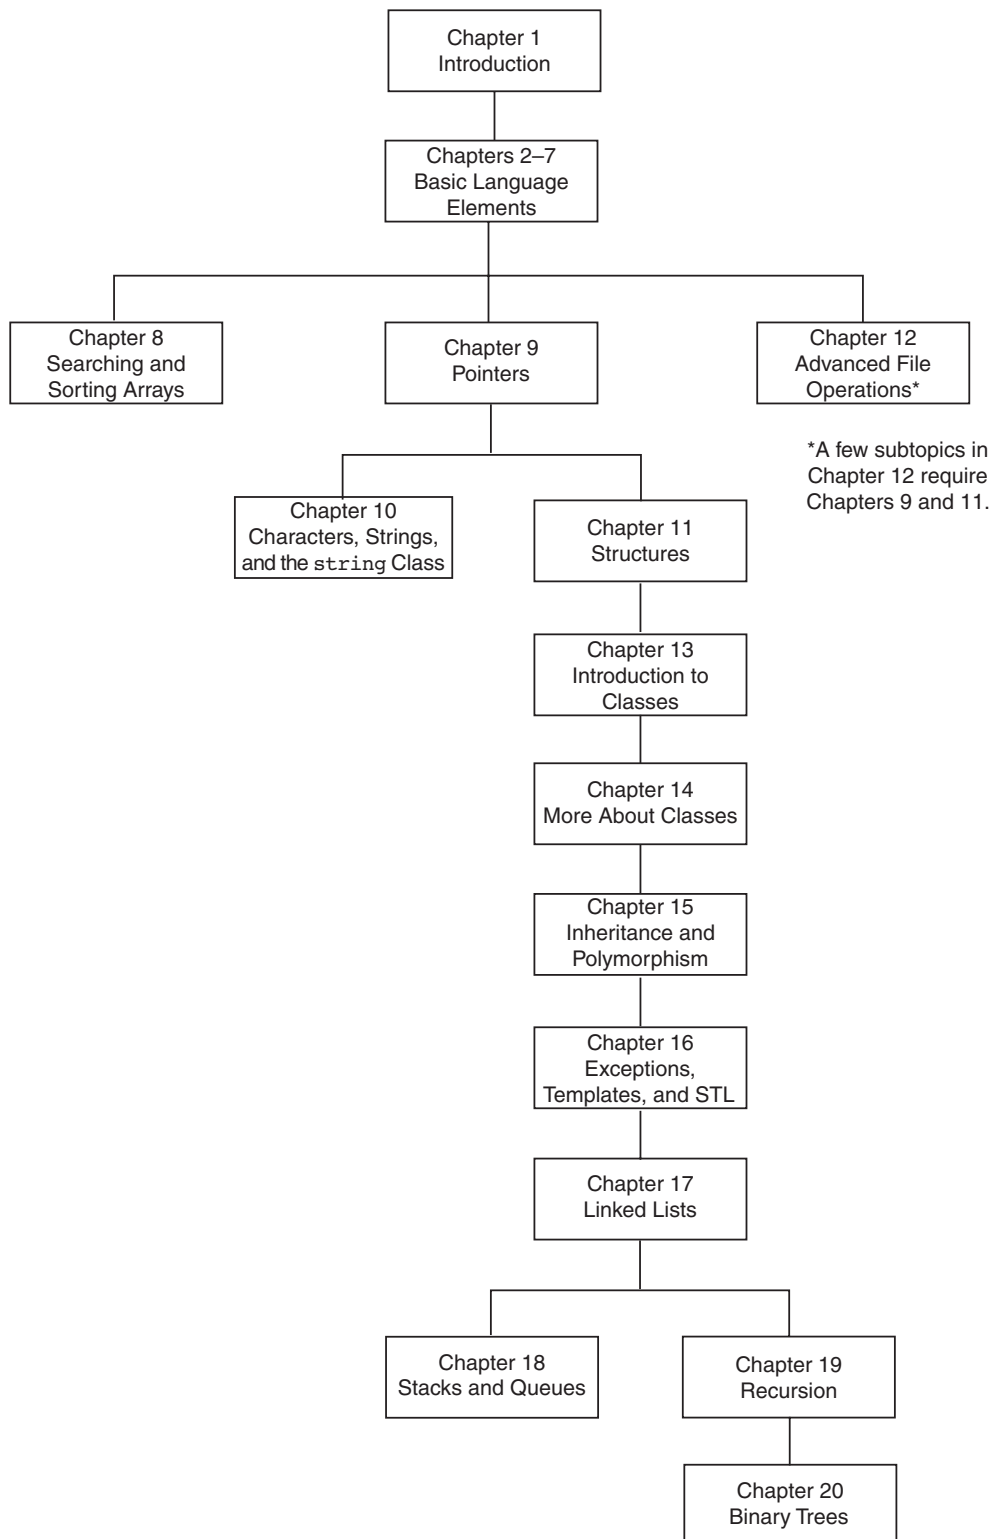 Chapter 1
Introduction
Chapters 2–7
Basic Language
Elements
Chapter 8
Searching and
Sorting Arrays
Chapter 9
Pointers
Chapter 12
Advanced File
Operations*
*A few subtopics in
Chapter 12 require
Chapters 9 and 11.
Chapter 10
Characters, Strings,
and the string Class
Chapter 11
Structures
Chapter 13
Introduction to
Classes
Chapter 14
More About Classes
Chapter 15
Inheritance and
Polymorphism
Chapter 16
Exceptions,
Templates, and STL
Chapter 17
Linked Lists
Chapter 18
Stacks and Queues
Chapter 19
Recursion
Chapter 20
Binary Trees